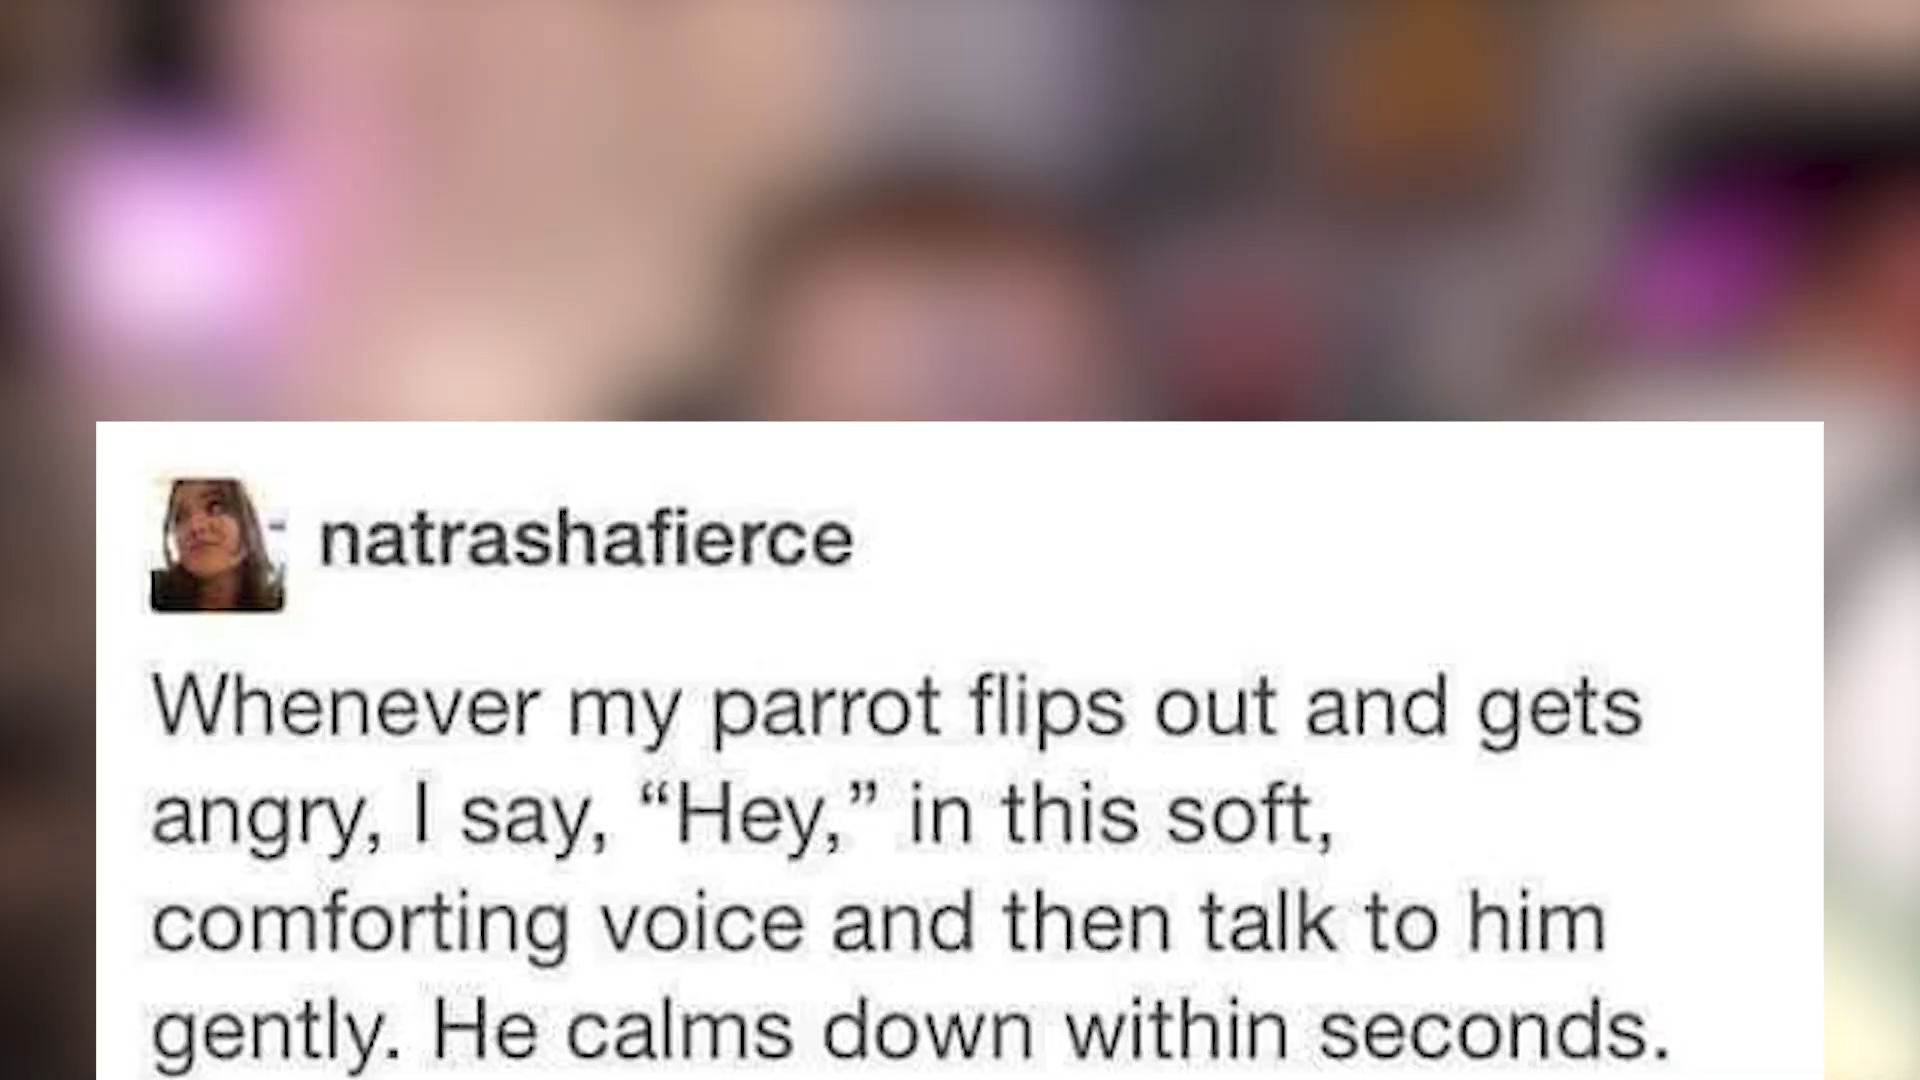 natrashafierce
Whenever my parrot flips out and gets
angry, I say, “Hey,” in this soft,
comforting voice and then talk to him
gently. He calms down within seconds.